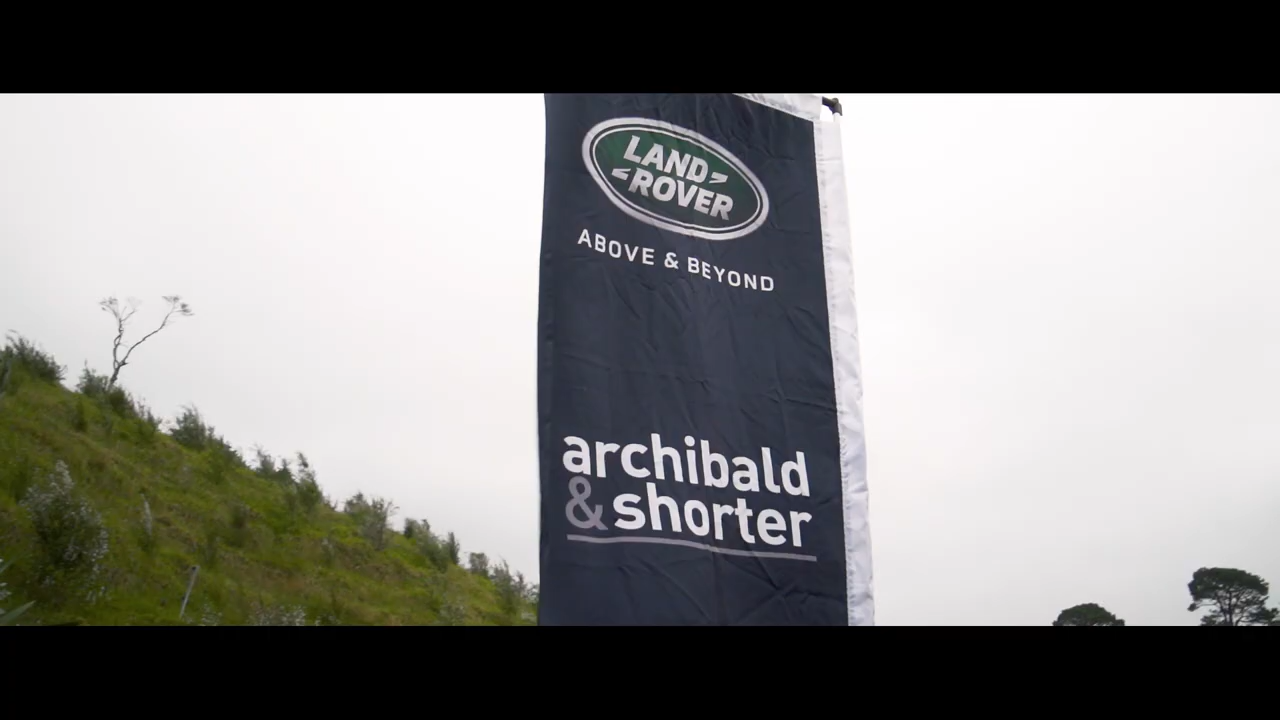 LAND
ROVER
ABOVE & BEYOND
archibald
& shorter